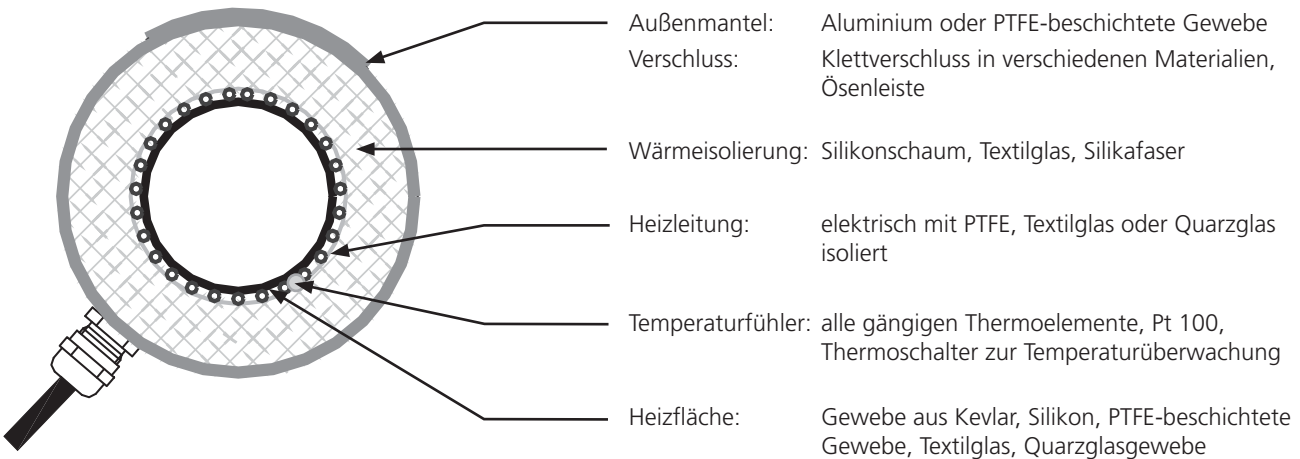 Außenmantel: Aluminium oder PTFE-beschichtete Gewebe
Verschluss: Klettverschluss in verschiedenen Materialien,
Ösenleiste
Wärmeisolierung: Silikonschaum, Textilglas, Silikafaser
Heizleitung: elektrisch mit PTFE, Textilglas oder Quarzglas
isoliert
Temperaturfühler: alle gängigen Thermoelemente, Pt 100,
Thermoschalter zur Temperaturüberwachung
Heizfläche: Gewebe aus Kevlar, Silikon, PTFE-beschichtete
Gewebe, Textilglas, Quarzglasgewebe